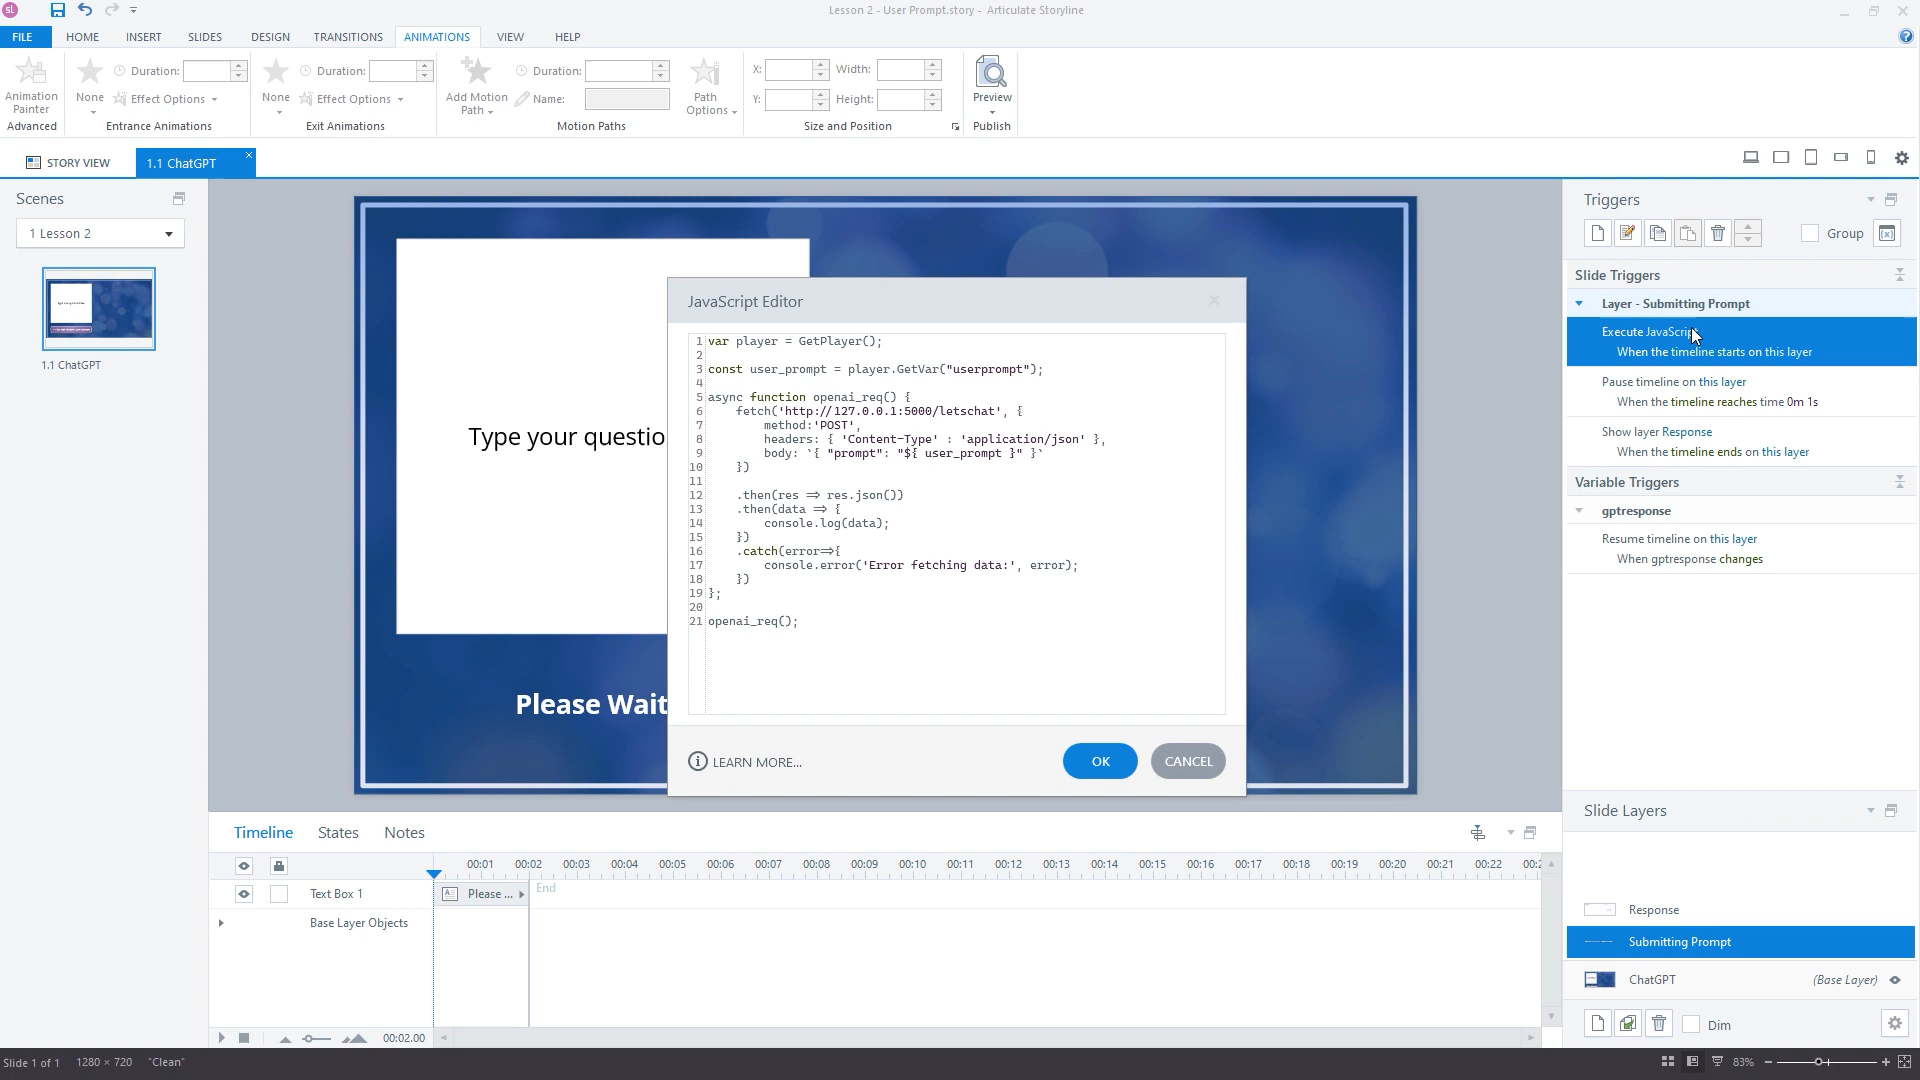 Lesson 2 - User Prompt.story - Articulate Storyline
FILE HOME INSERT SLIDES DESIGN TRANSITIONS ANIMATIONS VIEW HELP
Animation Painter
Advanced
None
Duration:
Effect Options
Entrance Animations
None
Duration:
Effect Options
Exit Animations
Add Motion Path
Duration:
Name:
Path Options
Motion Paths
X: Width:
Y: Height:
Size and Position
Preview
Publish
STORY VIEW
1.1 ChatGPT
Scenes
1 Lesson 2
1.1 ChatGPT
Type your questio
Please Wait
JavaScript Editor
1 var player = GetPlayer();
2
3 const user_prompt = player.GetVar("userprompt");
4
5 async function openai_req() {
6 fetch('http://127.0.0.1:5000/letschat', {
7 method:'POST',
8 headers: { 'Content-Type' : 'application/json' },
9 body: `{ "prompt": "${ user_prompt }" }`
10 })
11
12 .then(res => res.json())
13 .then(data => {
14 console.log(data);
15 })
16 .catch(error=>{
17 console.error('Error fetching data:', error);
18 })
19 };
20
21 openai_req();
LEARN MORE...
OK
CANCEL
Triggers
Group
Slide Triggers
Layer - Submitting Prompt
Execute JavaScript
When the timeline starts on this layer
Pause timeline on this layer
When the timeline reaches time 0m 1s
Show layer Response
When the timeline ends on this layer
Variable Triggers
gptresponse
Resume timeline on this layer
When gptresponse changes
Slide Layers
Response
Submitting Prompt
ChatGPT (Base Layer)
Dim
Timeline States Notes
00:01 00:02 00:03 00:04 00:05 00:06 00:07 00:08 00:09 00:10 00:11 00:12 00:13 00:14 00:15 00:16 00:17 00:18 00:19 00:20 00:21 00:22 00:2
Text Box 1
Please ...
End
Base Layer Objects
00:02.00
Slide 1 of 1 1280 × 720 "Clean"
83%